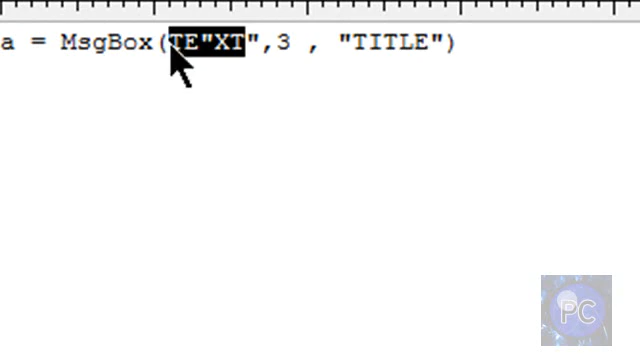 a = MsgBox(TE"XT",3 , "TITLE")
PC